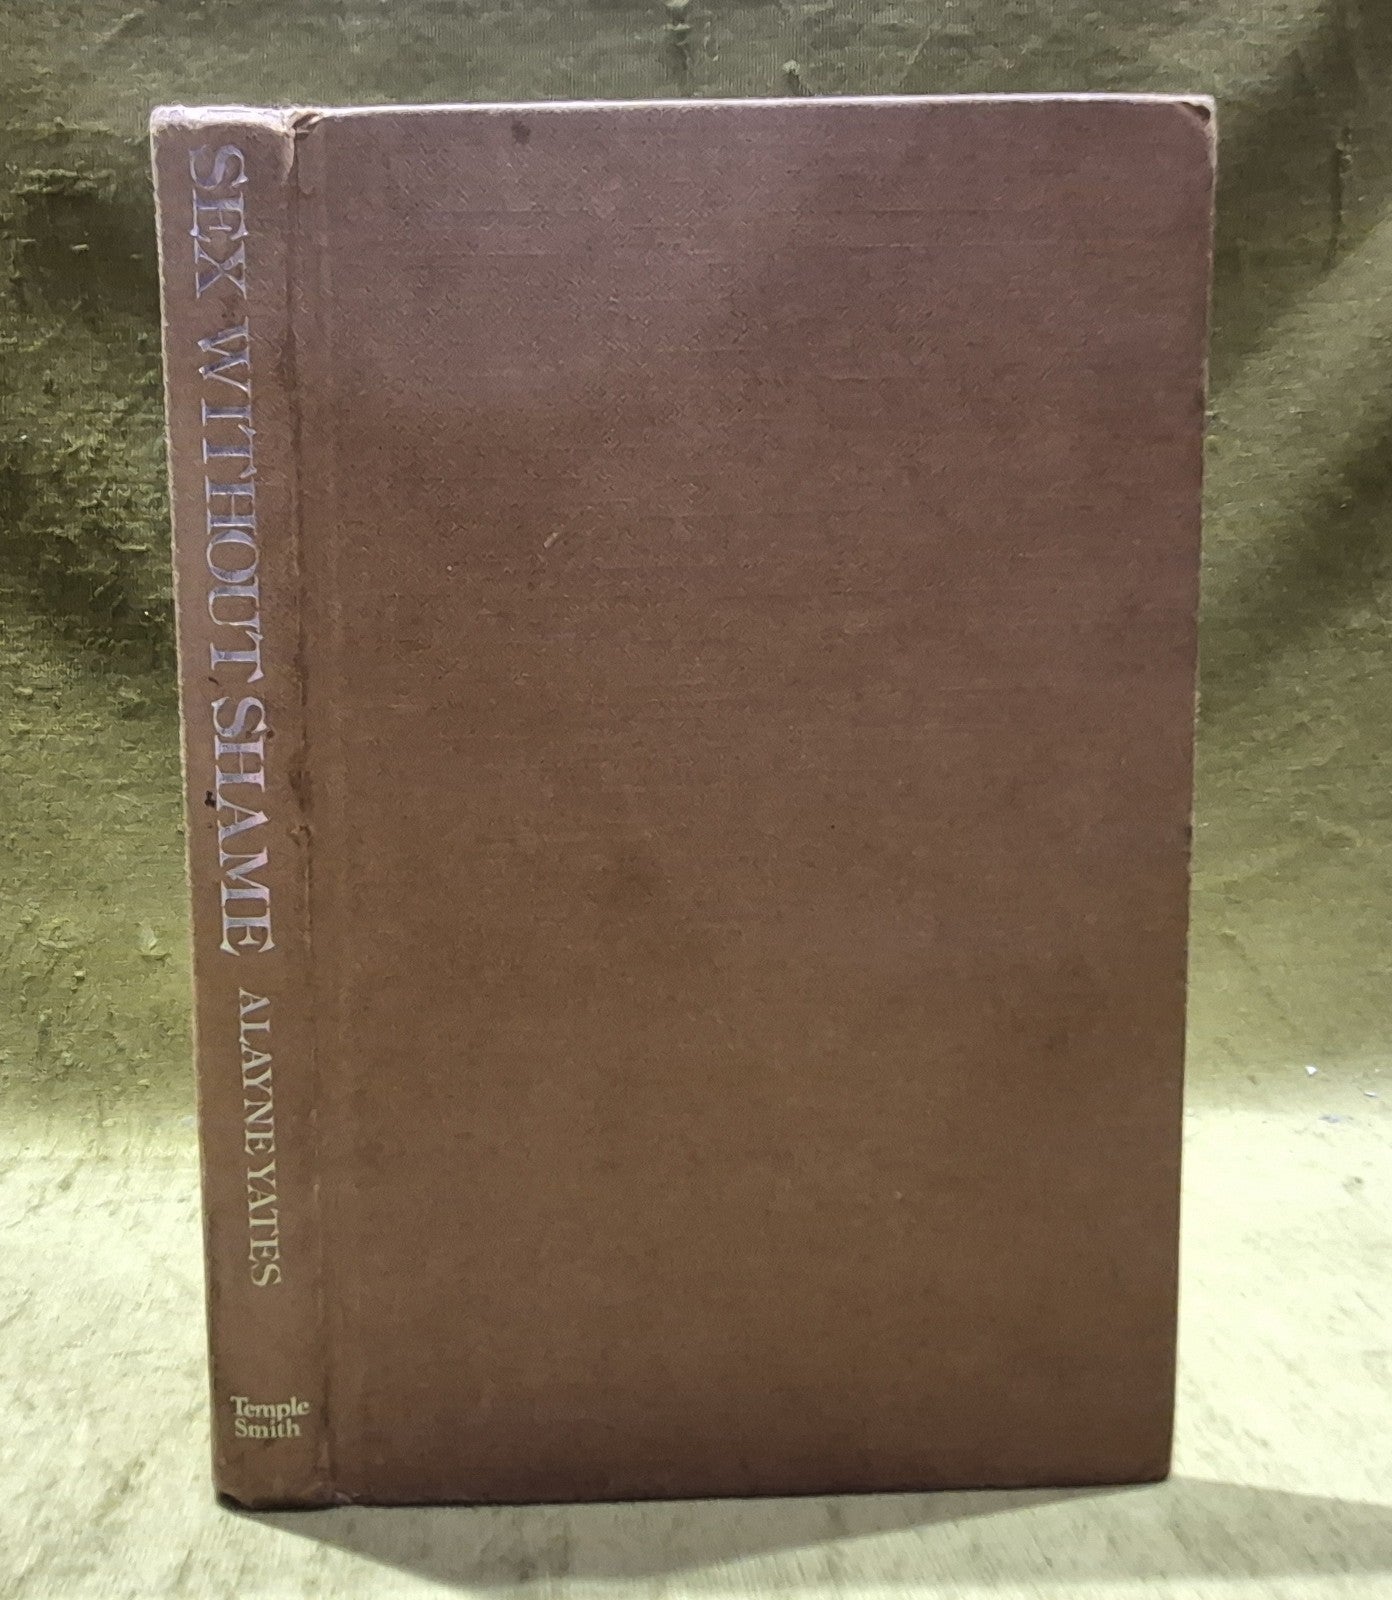 SEX WITHOUT SHAME ALAYNE YATES
Temple
Smith